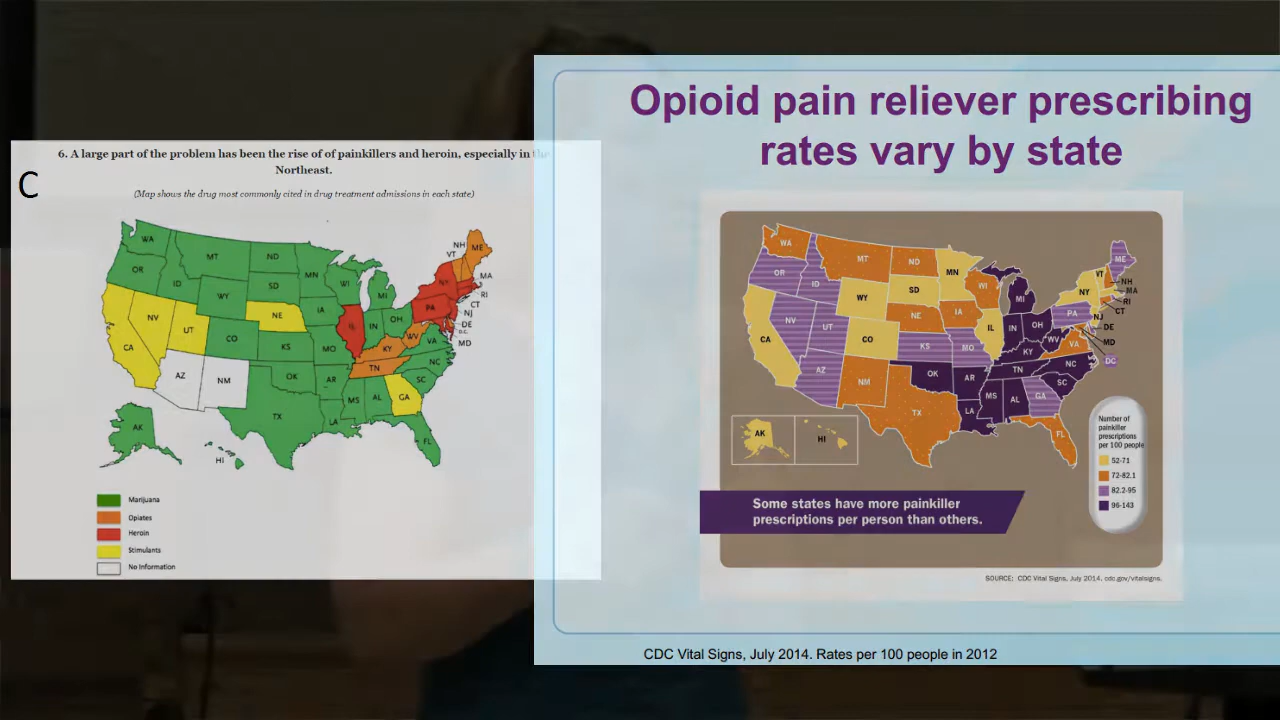 6. A large part of the problem has been the rise of of painkillers and heroin, especially in the
Northeast.
C
(Map shows the drug most commonly cited in drug treatment admissions in each state)
WA
MT
ND
MN
OR
ID
SD
WI
MI
NH
VT
ME
NY
MA
RI
CT
NJ
DE
D.C.
MD
WY
NV
UT
NE
IA
PA
IL
IN
OH
WV
VA
CA
CO
KS
MO
KY
TN
NC
SC
AZ
NM
OK
AR
MS
AL
GA
TX
LA
FL
AK
HI
Marijuana
Opiates
Heroin
Stimulants
No Information
Opioid pain reliever prescribing
rates vary by state
WA
MT
ND
MN
OR
ID
SD
WI
MI
ME
VT
NH
MA
NY
RI
CT
WY
NE
IA
PA
NJ
DE
MD
DC
NV
UT
CO
IL
IN
OH
WV
VA
CA
KS
MO
KY
NC
TN
SC
AZ
NM
OK
AR
MS
AL
GA
TX
LA
FL
AK
HI
Number of
painkiller
prescriptions
per 100 people
52-71
72-82.1
82.2-95
96-143
Some states have more painkiller
prescriptions per person than others.
SOURCE: CDC Vital Signs, July 2014. cdc.gov/vitalsigns.
CDC Vital Signs, July 2014. Rates per 100 people in 2012